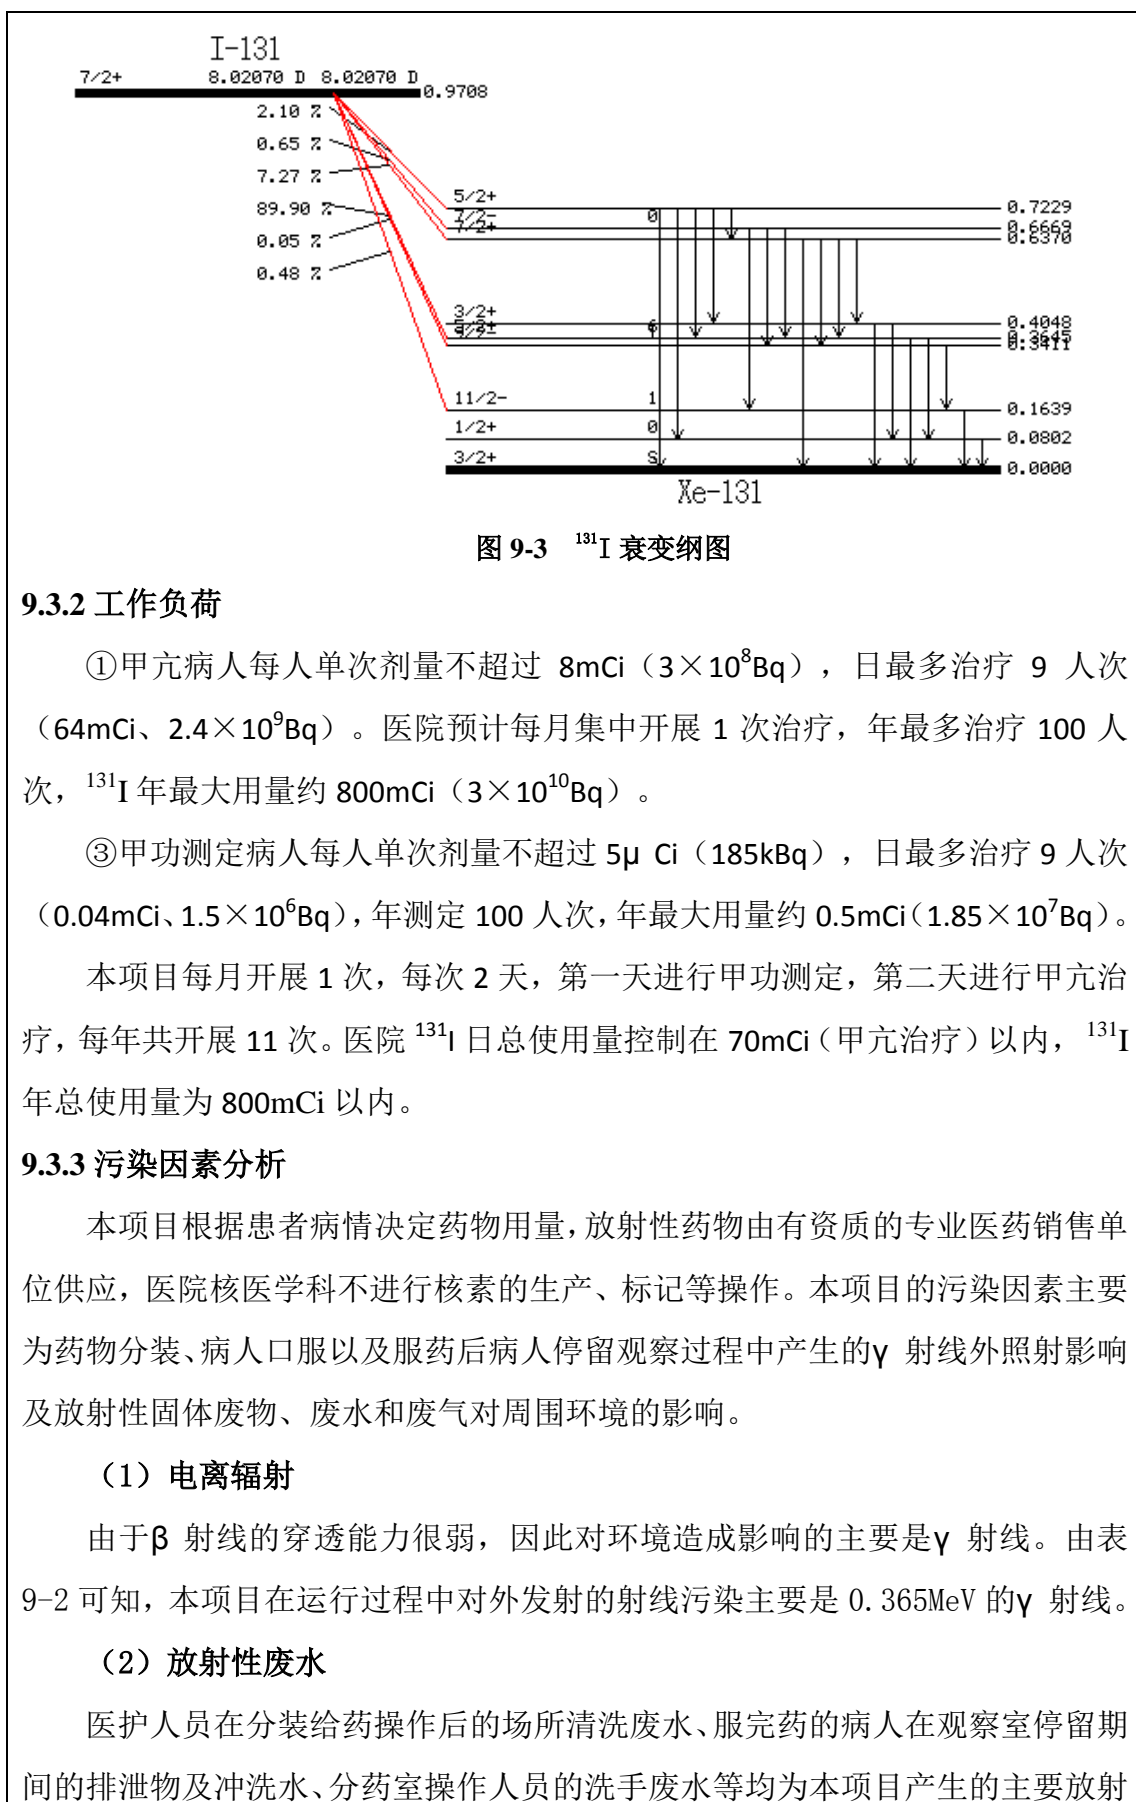 I-131
7/2+ 8.02070 D 8.02070 D
0.9708
2.10 %
0.65 %
7.27 %
89.90 %
0.05 %
0.48 %
5/2+ 0.7229
7/2- 0 0.6669
7/2+ 0.6370
3/2+ 0.4048
0.3645
0.3411
11/2- 1 0.1639
1/2+ 0 0.0802
3/2+ S 0.0000
Xe-131
图 9-3 ¹³¹I 衰变纲图
9.3.2 工作负荷
①甲亢病人每人单次剂量不超过 8mCi（3×10⁸Bq），日最多治疗 9 人次
（64mCi、2.4×10⁹Bq）。医院预计每月集中开展 1 次治疗，年最多治疗 100 人
次，¹³¹I 年最大用量约 800mCi（3×10¹⁰Bq）。
③甲功测定病人每人单次剂量不超过 5μ Ci（185kBq），日最多治疗 9 人次
（0.04mCi、1.5×10⁶Bq），年测定 100 人次，年最大用量约 0.5mCi（1.85×10⁷Bq）。
本项目每月开展 1 次，每次 2 天，第一天进行甲功测定，第二天进行甲亢治
疗，每年共开展 11 次。医院 ¹³¹I 日总使用量控制在 70mCi（甲亢治疗）以内，¹³¹I
年总使用量为 800mCi 以内。
9.3.3 污染因素分析
本项目根据患者病情决定药物用量，放射性药物由有资质的专业医药销售单
位供应，医院核医学科不进行核素的生产、标记等操作。本项目的污染因素主要
为药物分装、病人口服以及服药后病人停留观察过程中产生的γ 射线外照射影响
及放射性固体废物、废水和废气对周围环境的影响。
（1）电离辐射
由于β 射线的穿透能力很弱，因此对环境造成影响的主要是γ 射线。由表
9-2 可知，本项目在运行过程中对外发射的射线污染主要是 0.365MeV 的γ 射线。
（2）放射性废水
医护人员在分装给药操作后的场所清洗废水、服完药的病人在观察室停留期
间的排泄物及冲洗水、分药室操作人员的洗手废水等均为本项目产生的主要放射